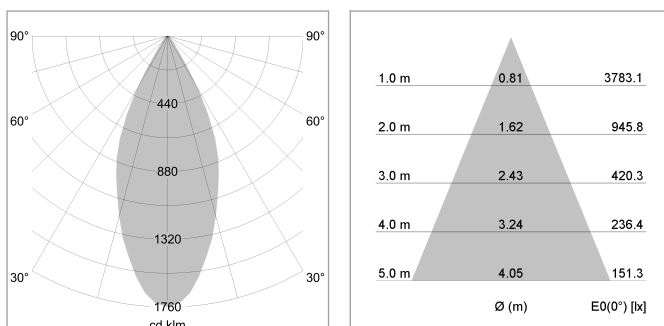 90° 90°
440
60° 60°
880
1320
30° 30°
1760
cd klm
1.0 m 0.81 3783.1
2.0 m 1.62 945.8
3.0 m 2.43 420.3
4.0 m 3.24 236.4
5.0 m 4.05 151.3
Ø (m) E0(0°) [lx]